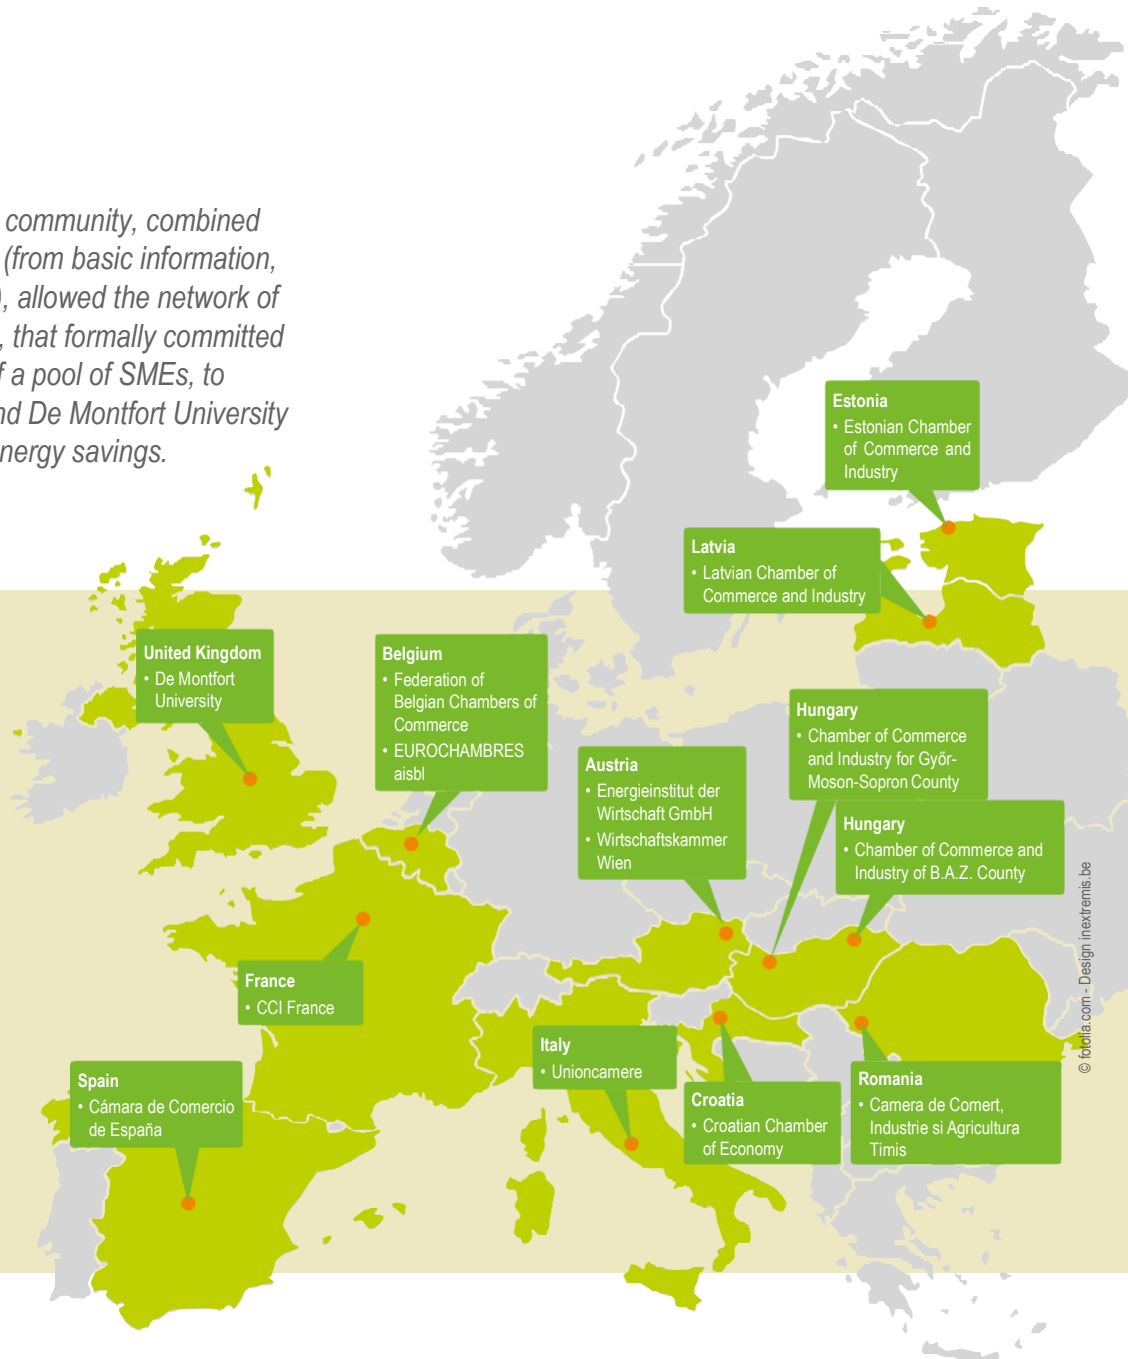 community, combined
(from basic information,
), allowed the network of
, that formally committed
f a pool of SMEs, to
nd De Montfort University
nergy savings.
Estonia
• Estonian Chamber
of Commerce and
Industry
Latvia
• Latvian Chamber of
Commerce and Industry
United Kingdom
• De Montfort
University
Belgium
• Federation of
Belgian Chambers of
Commerce
• EUROCHAMBRES
aisbl
Hungary
• Chamber of Commerce
and Industry for Győr-
Moson-Sopron County
Austria
• Energieinstitut der
Wirtschaft GmbH
• Wirtschaftskammer
Wien
Hungary
• Chamber of Commerce and
Industry of B.A.Z. County
France
• CCI France
Italy
• Unioncamere
Spain
• Cámara de Comercio
de España
Croatia
• Croatian Chamber
of Economy
Romania
• Camera de Comert,
Industrie si Agricultura
Timis
© fotolia.com - Design inextremis.be